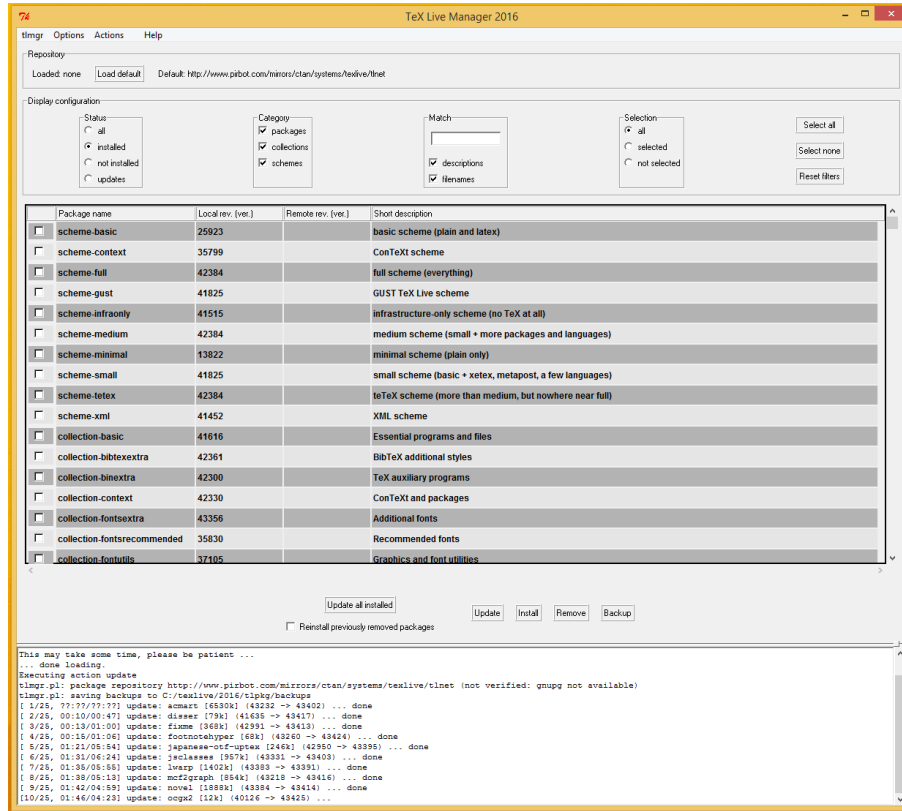 TeX Live Manager 2016
tlmgr Options Actions Help
Repository
Loaded: none Load default Default: http://www.pirbot.com/mirrors/ctan/systems/texlive/tlnet
Display configuration
Status Category Match Selection
all packages all Select all
installed collections selected Select none
not installed schemes descriptions not selected
updates filenames Reset filters
Package name Local rev. (ver.) Remote rev. (ver.) Short description
scheme-basic 25923 basic scheme (plain and latex)
scheme-context 35799 ConTeXt scheme
scheme-full 42384 full scheme (everything)
scheme-gust 41825 GUST TeX Live scheme
scheme-infraonly 41515 infrastructure-only scheme (no TeX at all)
scheme-medium 42384 medium scheme (small + more packages and languages)
scheme-minimal 13822 minimal scheme (plain only)
scheme-small 41825 small scheme (basic + xetex, metapost, a few languages)
scheme-tetex 42384 teTeX scheme (more than medium, but nowhere near full)
scheme-xml 41452 XML scheme
collection-basic 41616 Essential programs and files
collection-bibtexextra 42361 BibTeX additional styles
collection-binextra 42300 TeX auxiliary programs
collection-context 42330 ConTeXt and packages
collection-fontsextra 43356 Additional fonts
collection-fontsrecommended 35830 Recommended fonts
collection-fontutils 37105 Graphics and font utilities
Update all installed
Update Install Remove Backup
Reinstall previously removed packages
This may take some time, please be patient ...
... done loading.
Executing action update
tlmgr.pl: package repository http://www.pirbot.com/mirrors/ctan/systems/texlive/tlnet (not verified: gnupg not available)
tlmgr.pl: saving backups to C:/texlive/2016/tlpkg/backups
[ 1/25, ??:??/??:??] update: acmart [6530k] (43232 -> 43402) ... done
[ 2/25, 00:10/00:47] update: disser [79k] (41635 -> 43417) ... done
[ 3/25, 00:13/01:00] update: fixme [368k] (42991 -> 43413) ... done
[ 4/25, 00:15/01:06] update: footnotehyper [68k] (43260 -> 43424) ... done
[ 5/25, 01:21/05:54] update: japanese-otf-uptex [246k] (42950 -> 43395) ... done
[ 6/25, 01:31/06:24] update: jsclasses [957k] (43331 -> 43403) ... done
[ 7/25, 01:35/05:55] update: lwarp [1402k] (43383 -> 43391) ... done
[ 8/25, 01:38/05:13] update: mcf2graph [854k] (43218 -> 43416) ... done
[ 9/25, 01:42/04:59] update: novel [1888k] (43384 -> 43414) ... done
[10/25, 01:46/04:23] update: ocgx2 [12k] (40126 -> 43425) ...